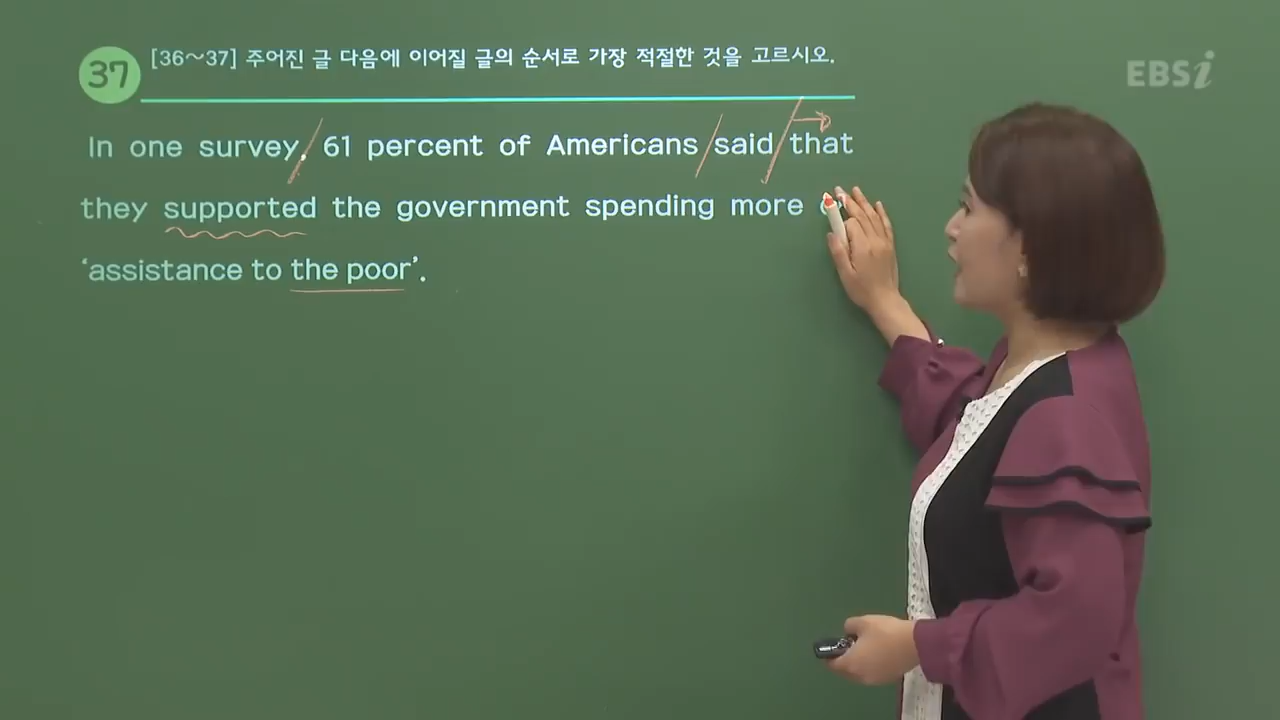 37
[36~37] 주어진 글 다음에 이어질 글의 순서로 가장 적절한 것을 고르시오.
EBSi
In one survey, 61 percent of Americans said that
they supported the government spending more
‘assistance to the poor’.